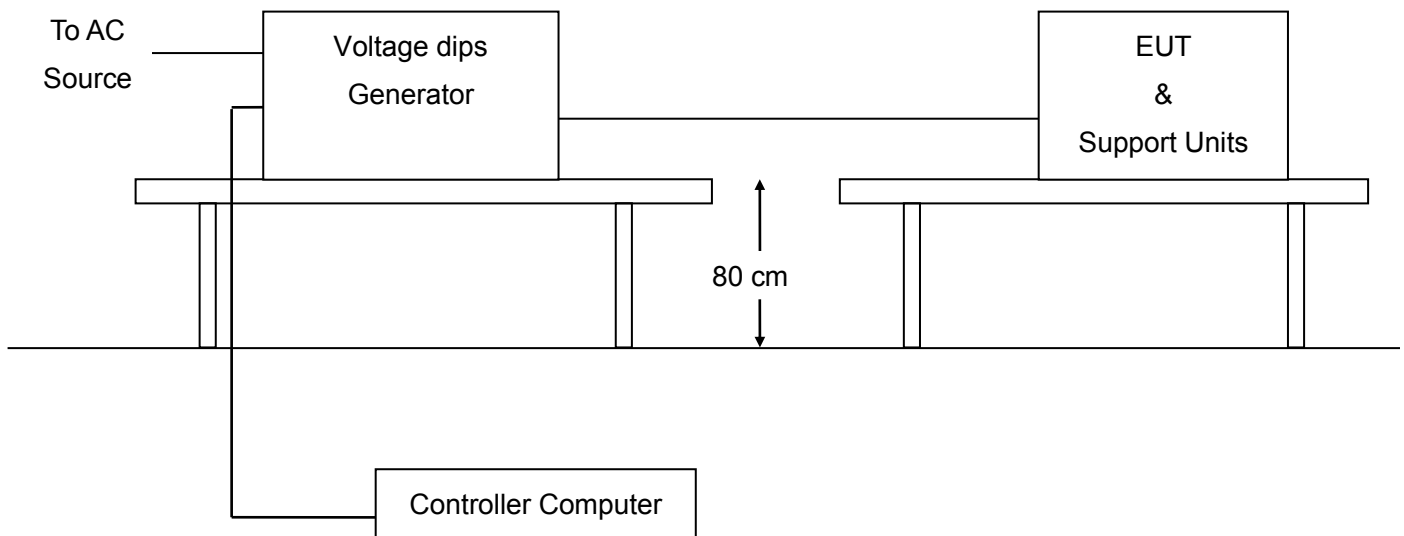 To AC
Source
Voltage dips
Generator
EUT
&
Support Units
80 cm
Controller Computer